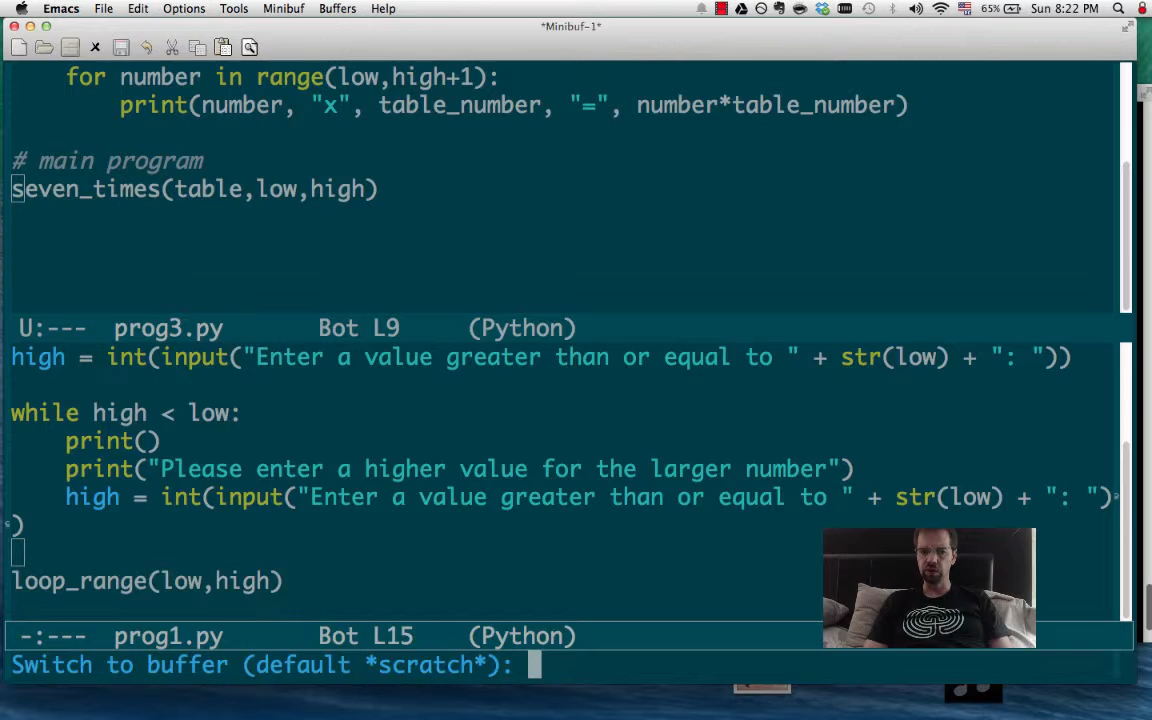 Emacs File Edit Options Tools Minibuf Buffers Help 65% Sun 8:22 PM
*Minibuf-1*
for number in range(low,high+1):
print(number, "x", table_number, "=", number*table_number)
# main program
seven_times(table,low,high)
U:--- prog3.py Bot L9 (Python)
high = int(input("Enter a value greater than or equal to " + str(low) + ": "))
while high < low:
print()
print("Please enter a higher value for the larger number")
high = int(input("Enter a value greater than or equal to " + str(low) + ": ")
)
loop_range(low,high)
-:--- prog1.py Bot L15 (Python)
Switch to buffer (default *scratch*):